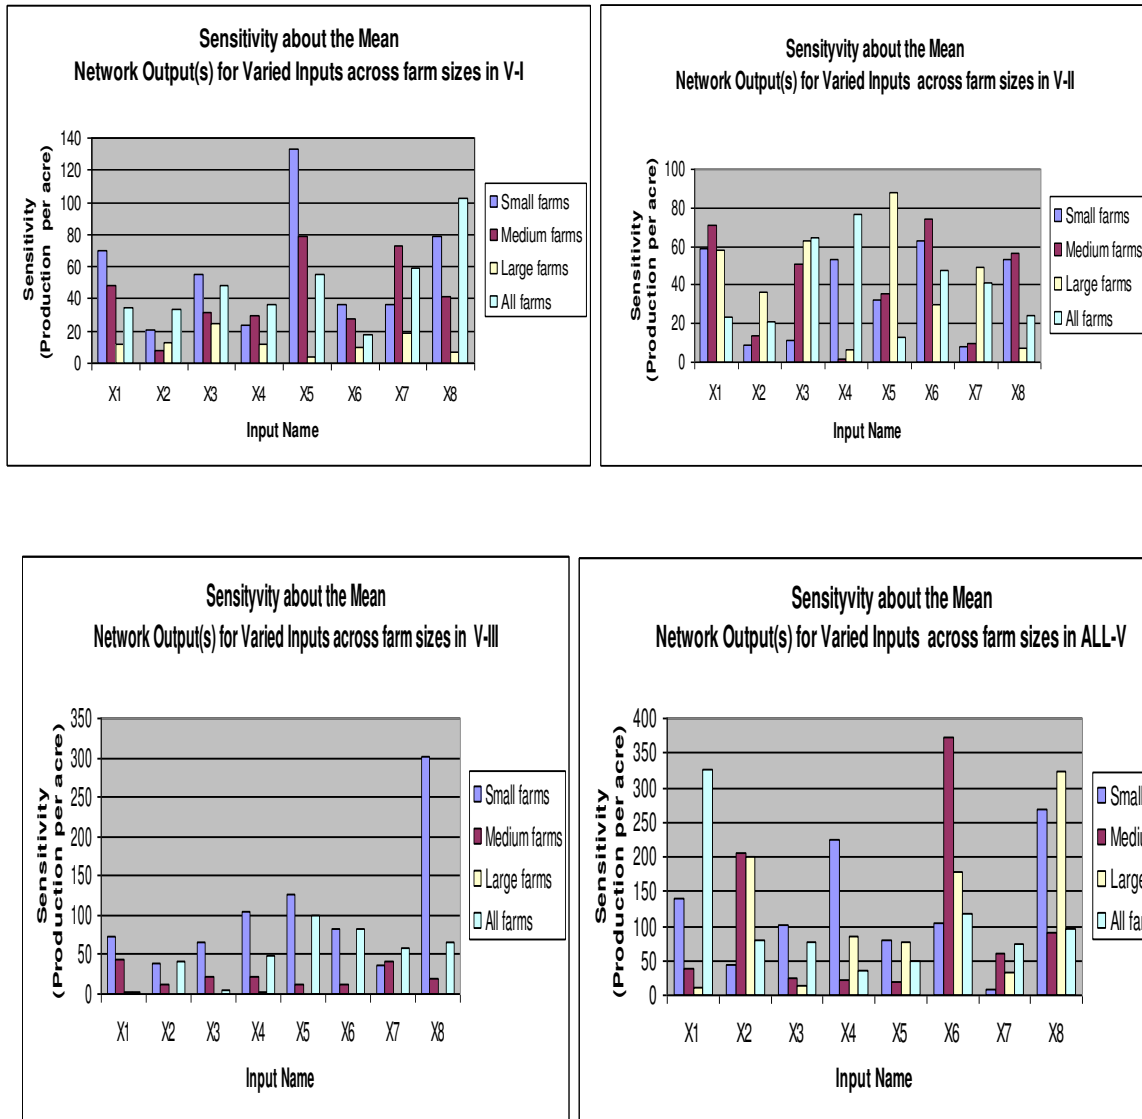 Sensitivity about the Mean
Network Output(s) for Varied Inputs across farm sizes in V-I
Sensitivity
(Production per acre)
140
120
100
80
60
40
20
0
X1 X2 X3 X4 X5 X6 X7 X8
Input Name
Small farms
Medium farms
Large farms
All farms
Sensityvity about the Mean
Network Output(s) for Varied Inputs across farm sizes in V-II
Sensitivity
(Production per acre)
100
80
60
40
20
0
X1 X2 X3 X4 X5 X6 X7 X8
Input Name
Small farms
Medium farms
Large farms
All farms
Sensityvity about the Mean
Network Output(s) for Varied Inputs across farm sizes in V-III
Sensitivity
(Production per acre)
350
300
250
200
150
100
50
0
X1 X2 X3 X4 X5 X6 X7 X8
Input Name
Small farms
Medium farms
Large farms
All farms
Sensityvity about the Mean
Network Output(s) for Varied Inputs across farm sizes in ALL-V
Sensitivity
(Production per acre)
400
350
300
250
200
150
100
50
0
X1 X2 X3 X4 X5 X6 X7 X8
Input Name
Small
Mediu
Large
All far